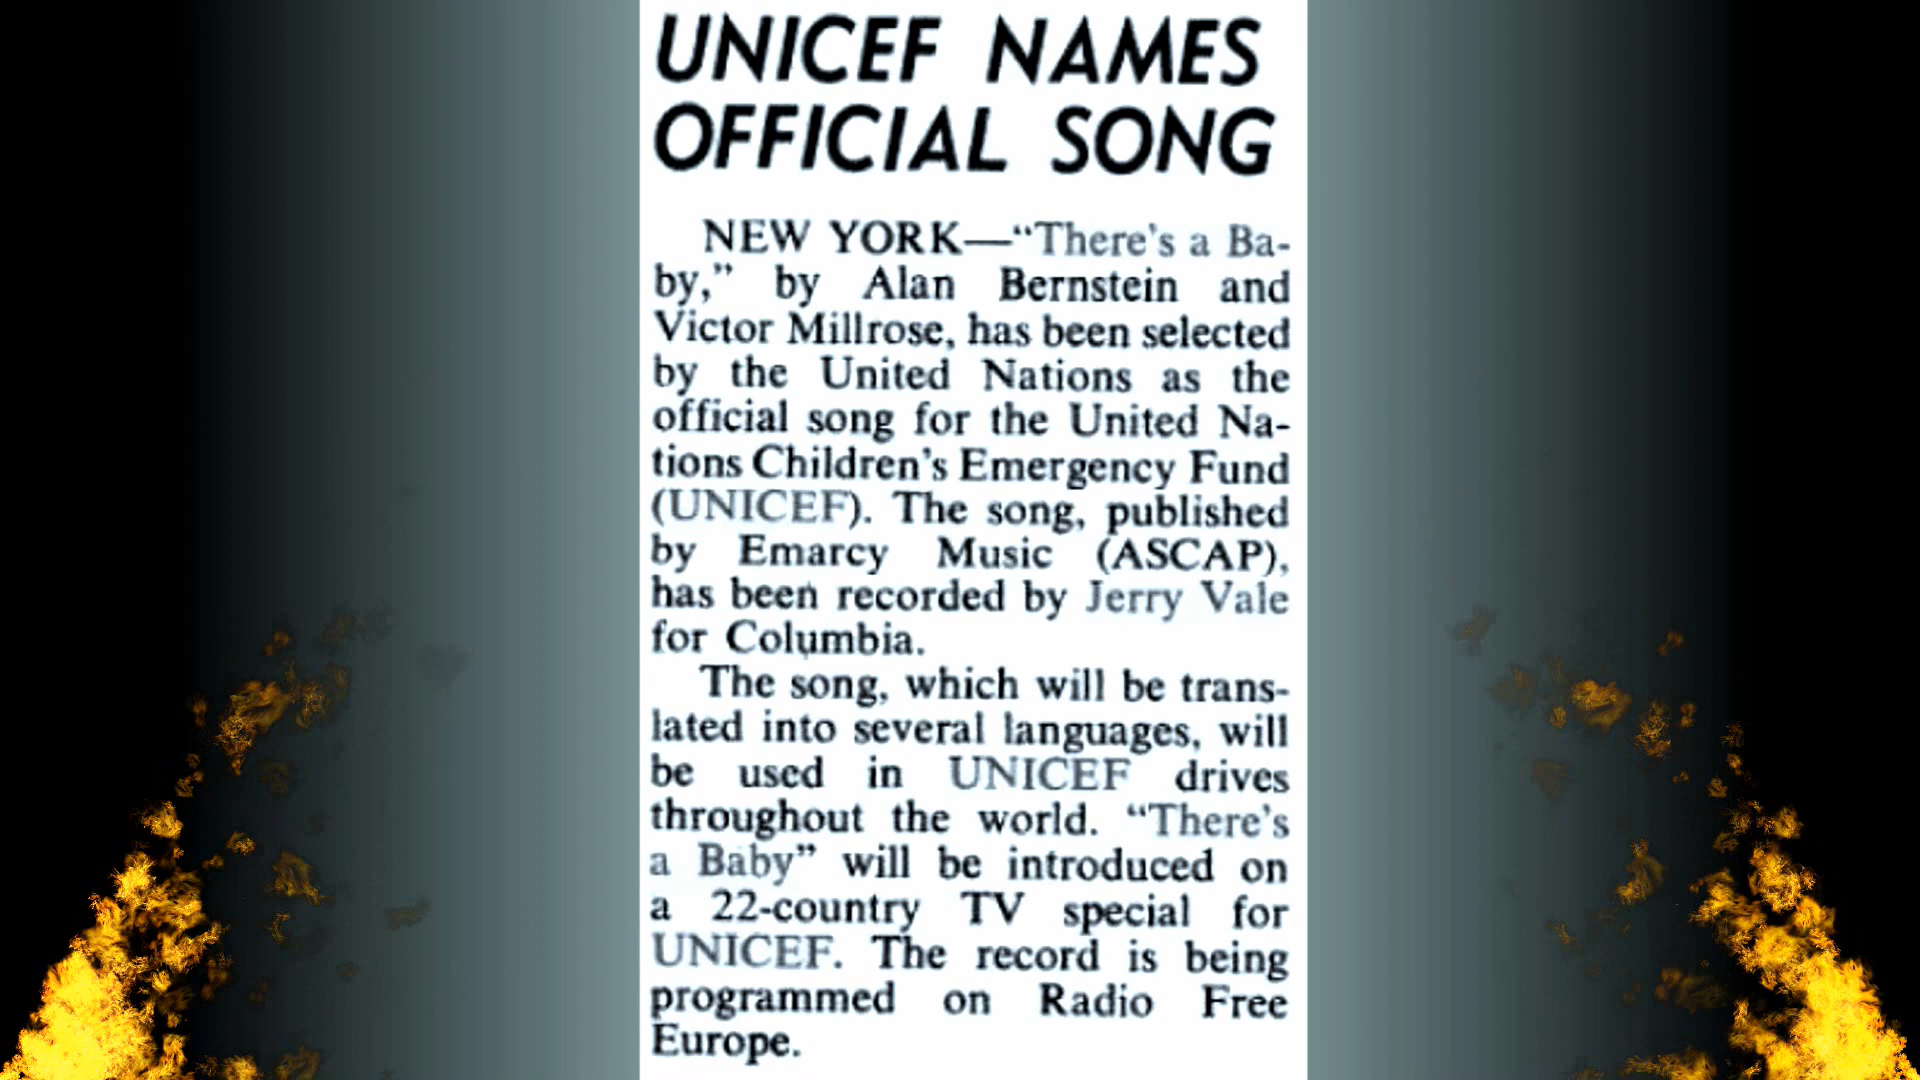 UNICEF NAMES
OFFICIAL SONG
NEW YORK—“There's a Ba-
by,” by Alan Bernstein and
Victor Millrose, has been selected
by the United Nations as the
official song for the United Na-
tions Children's Emergency Fund
(UNICEF). The song, published
by Emarcy Music (ASCAP),
has been recorded by Jerry Vale
for Columbia.
The song, which will be trans-
lated into several languages, will
be used in UNICEF drives
throughout the world. “There's
a Baby” will be introduced on
a 22-country TV special for
UNICEF. The record is being
programmed on Radio Free
Europe.